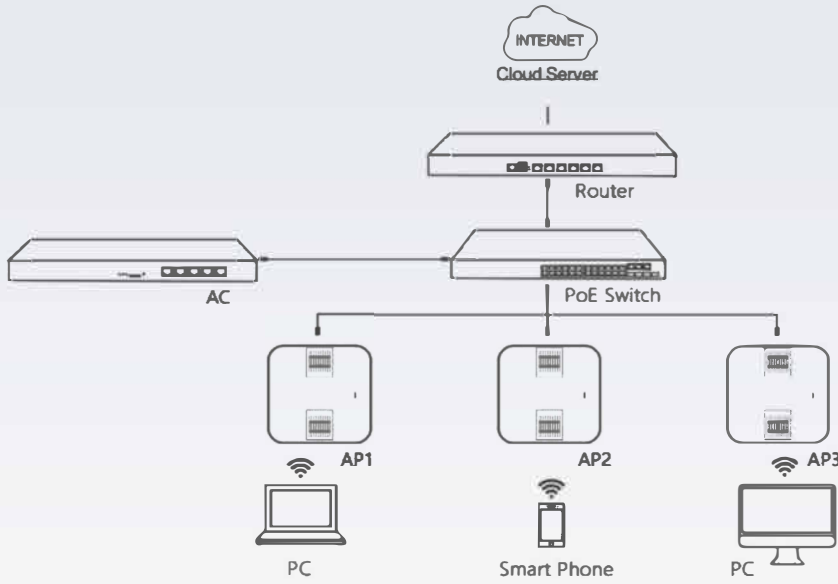 INTERNET
Cloud Server
Router
AC
PoE Switch
AP1
AP2
AP3
PC
Smart Phone
PC